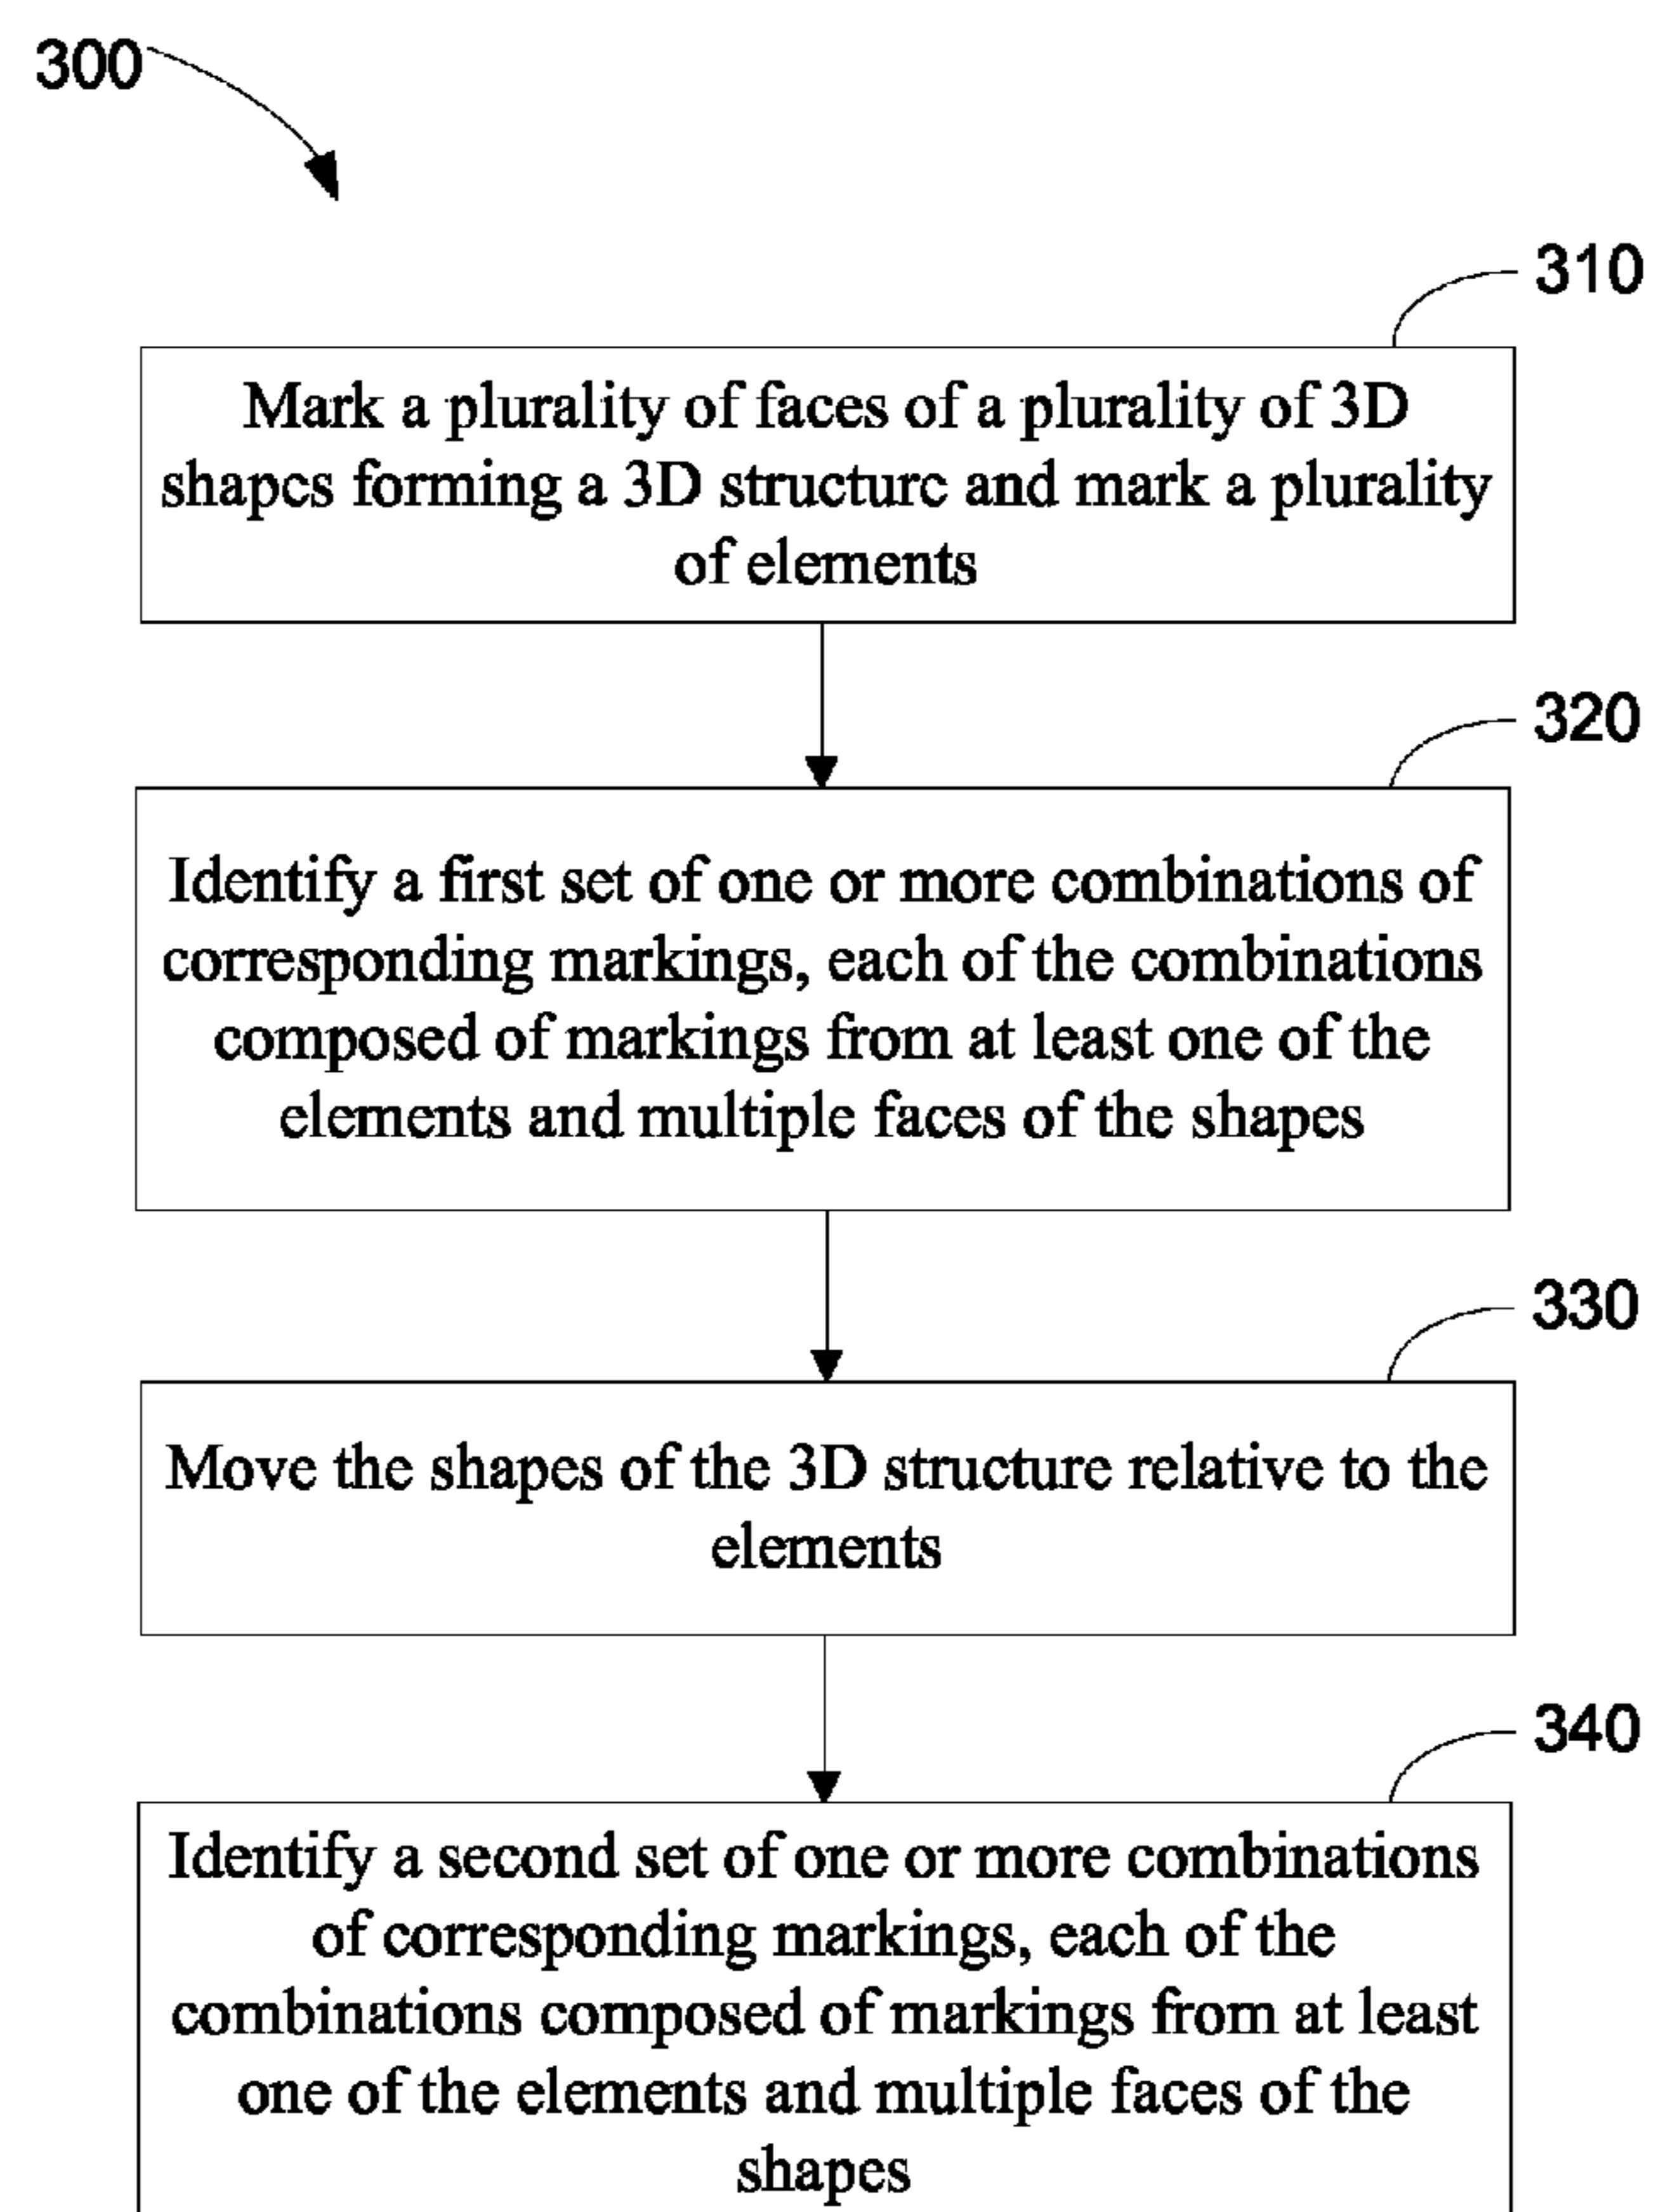 300
310
Mark a plurality of faces of a plurality of 3D
shapes forming a 3D structure and mark a plurality
of elements
320
Identify a first set of one or more combinations of
corresponding markings, each of the combinations
composed of markings from at least one of the
elements and multiple faces of the shapes
330
Move the shapes of the 3D structure relative to the
elements
340
Identify a second set of one or more combinations
of corresponding markings, each of the
combinations composed of markings from at least
one of the elements and multiple faces of the
shapes